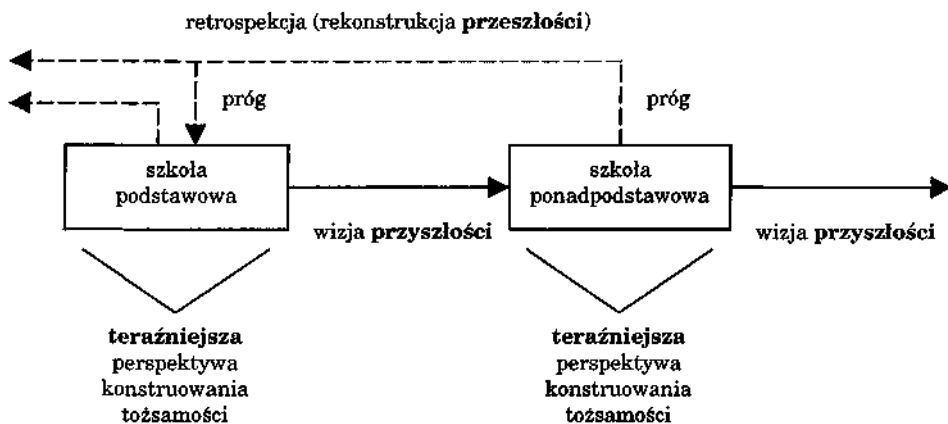 retrospekcja (rekonstrukcja przeszłości)
próg
próg
szkoła
podstawowa
szkoła
ponadpodstawowa
wizja przyszłości
wizja przyszłości
teraźniejsza
perspektywa
konstruowania
tożsamości
teraźniejsza
perspektywa
konstruowania
tożsamości